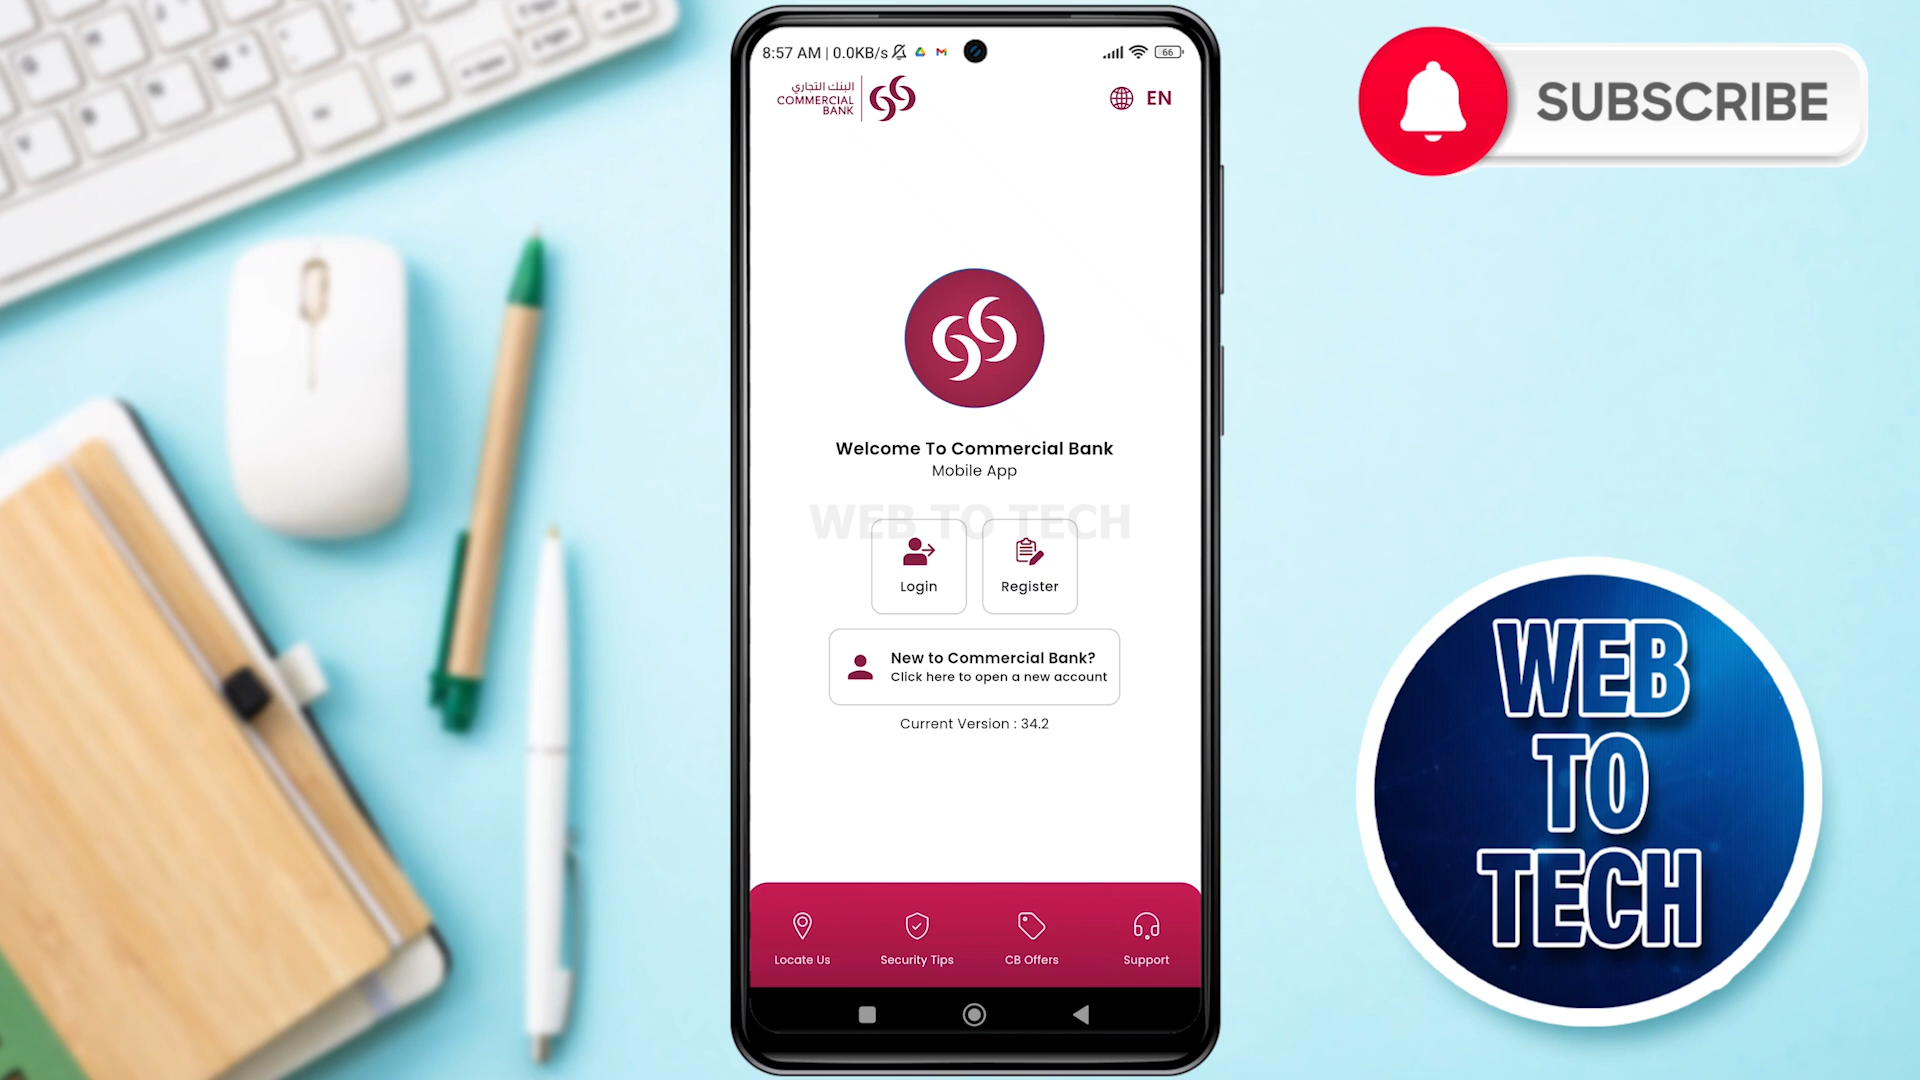 8:57 AM | 0.0KB/s
66
البنك التجاري
COMMERCIAL
BANK
EN
Welcome To Commercial Bank
Mobile App
WEB TO TECH
Login
Register
New to Commercial Bank?
Click here to open a new account
Current Version : 34.2
Locate Us
Security Tips
CB Offers
Support
SUBSCRIBE
WEB
TO
TECH